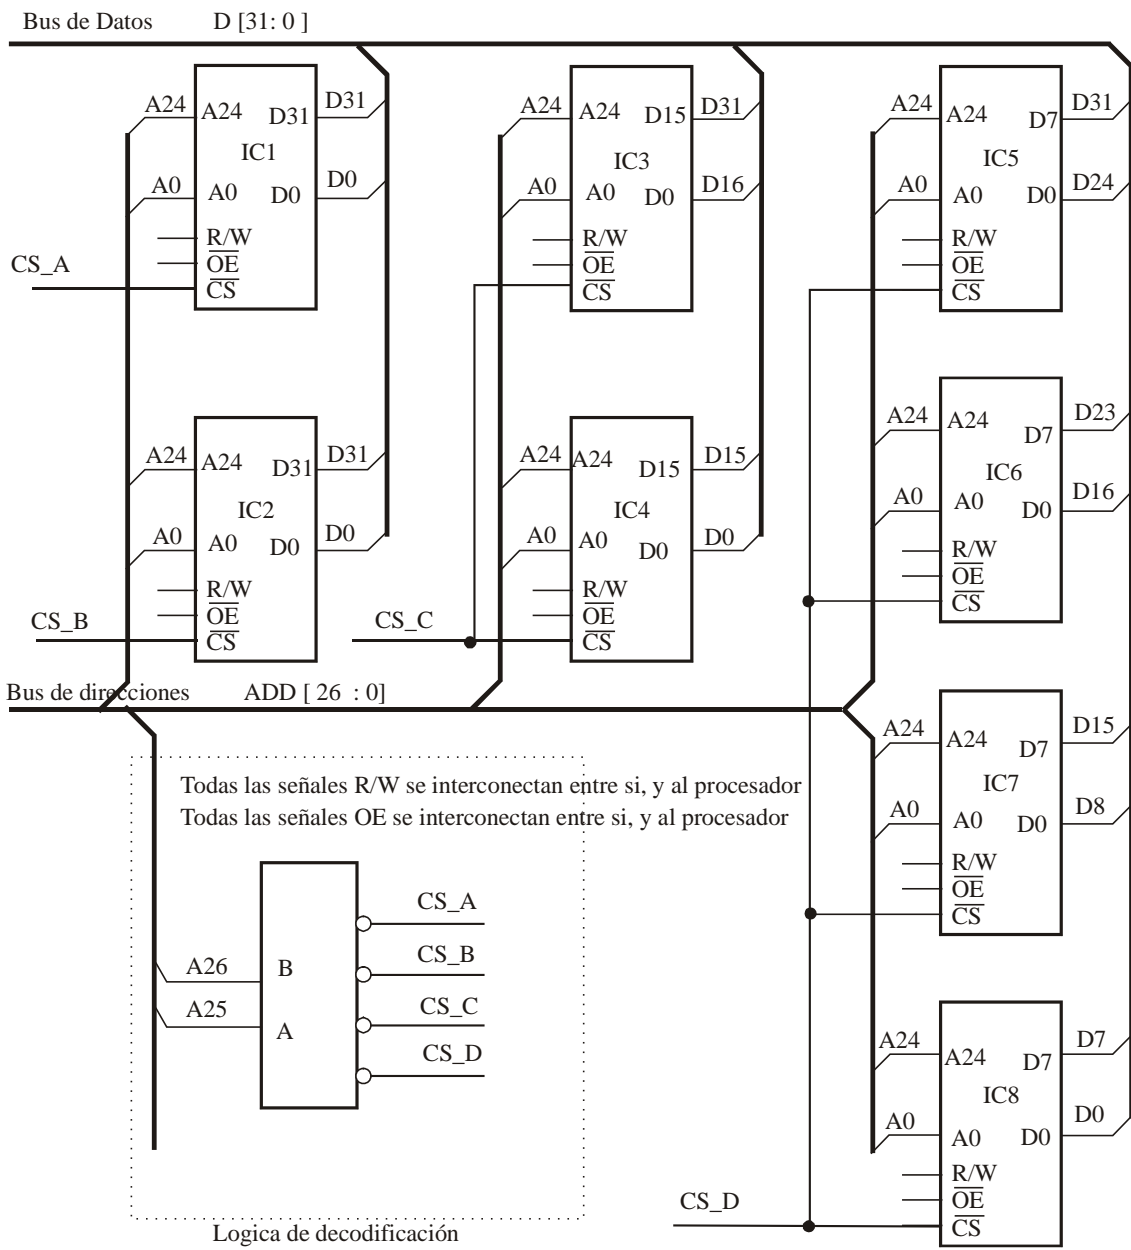 Bus de Datos D [31: 0 ]
A24 A24 D31 D31
IC1
A0 A0 D0 D0
R/W
OE
CS_A CS
A24 A24 D15 D31
IC3
A0 A0 D0 D16
R/W
OE
CS
A24 A24 D7 D31
IC5
A0 A0 D0 D24
R/W
OE
CS
A24 A24 D31 D31
IC2
A0 A0 D0 D0
R/W
OE
CS_B CS
A24 A24 D15 D15
IC4
A0 A0 D0 D0
R/W
OE
CS_C CS
A24 A24 D7 D23
IC6
A0 A0 D0 D16
R/W
OE
CS
Bus de direcciones ADD [ 26 : 0]
A24 A24 D7 D15
IC7
A0 A0 D0 D8
R/W
OE
CS
Todas las señales R/W se interconectan entre si, y al procesador
Todas las señales OE se interconectan entre si, y al procesador
CS_A
A26 B CS_B
A25 A CS_C
CS_D
A24 A24 D7 D7
IC8
A0 A0 D0 D0
R/W
OE
CS_D CS
Logica de decodificación